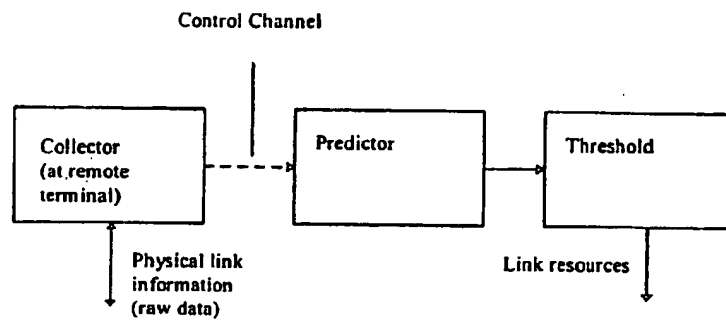 Control Channel
Collector
(at remote
terminal)
Predictor
Threshold
Physical link
information
(raw data)
Link resources